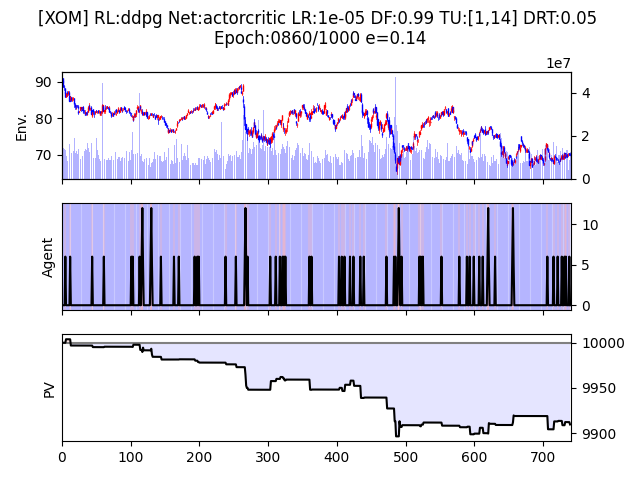 [XOM] RL:ddpg Net:actorcritic LR:1e-05 DF:0.99 TU:[1,14] DRT:0.05
Epoch:0860/1000 e=0.14
1e7
90
80
70
Env.
4
2
0
Agent
10
5
0
PV
10000
9950
9900
0 100 200 300 400 500 600 700